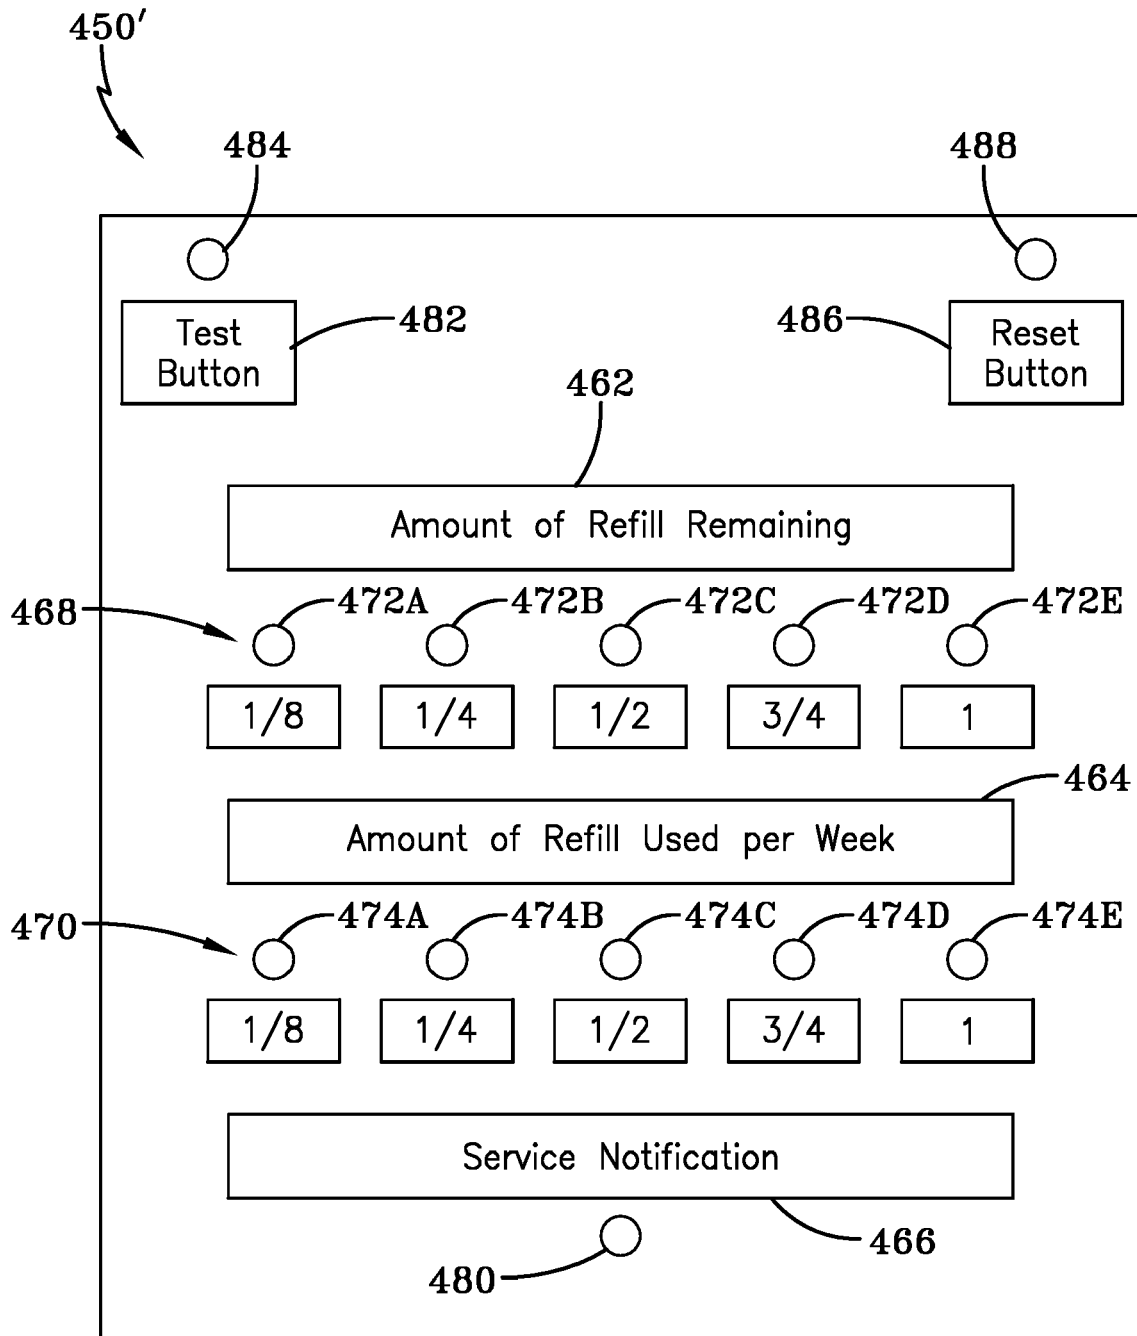 450'
484 488
Test
Button
482
486
Reset
Button
462
Amount of Refill Remaining
468
472A 472B 472C 472D 472E
1/8 1/4 1/2 3/4 1
464
Amount of Refill Used per Week
470
474A 474B 474C 474D 474E
1/8 1/4 1/2 3/4 1
Service Notification
466
480